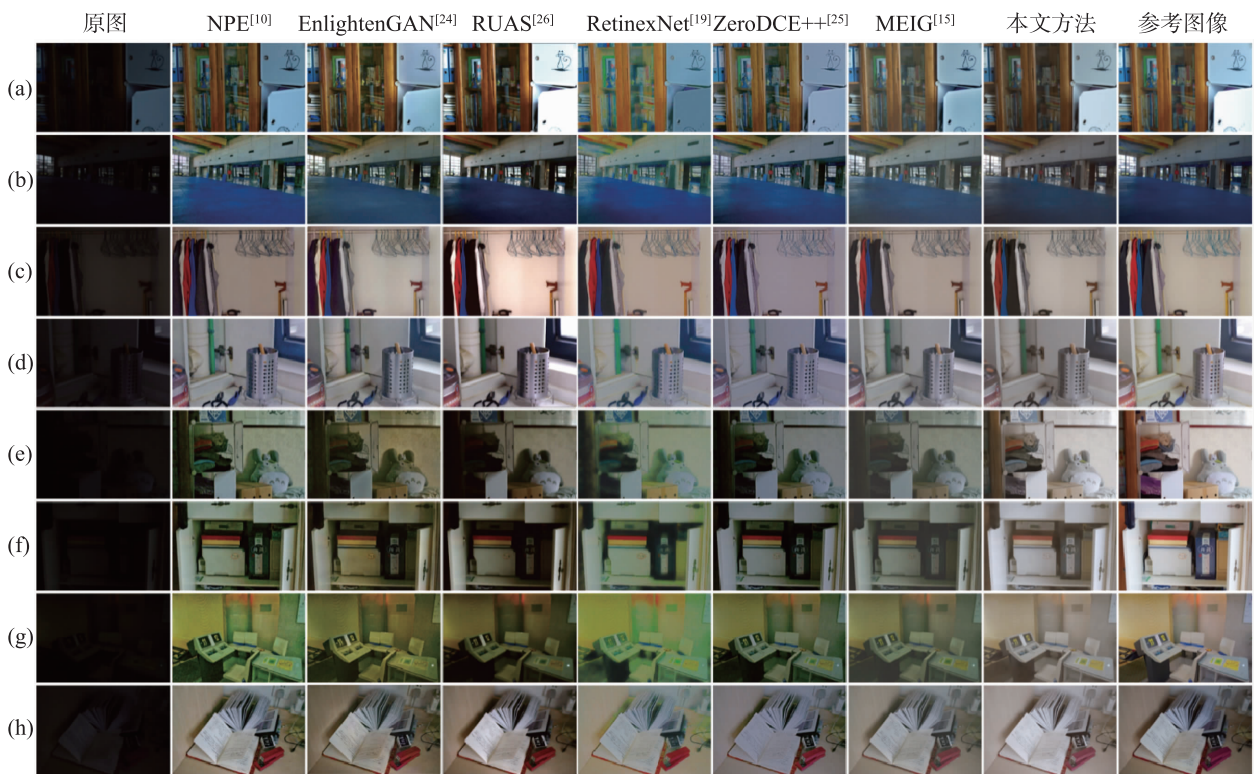 原图 NPE[10] EnlightenGAN[24] RUAS[26] RetinexNet[19] ZeroDCE++[25] MEIG[15] 本文方法 参考图像
(a)
(b)
(c)
(d)
(e)
(f)
(g)
(h)